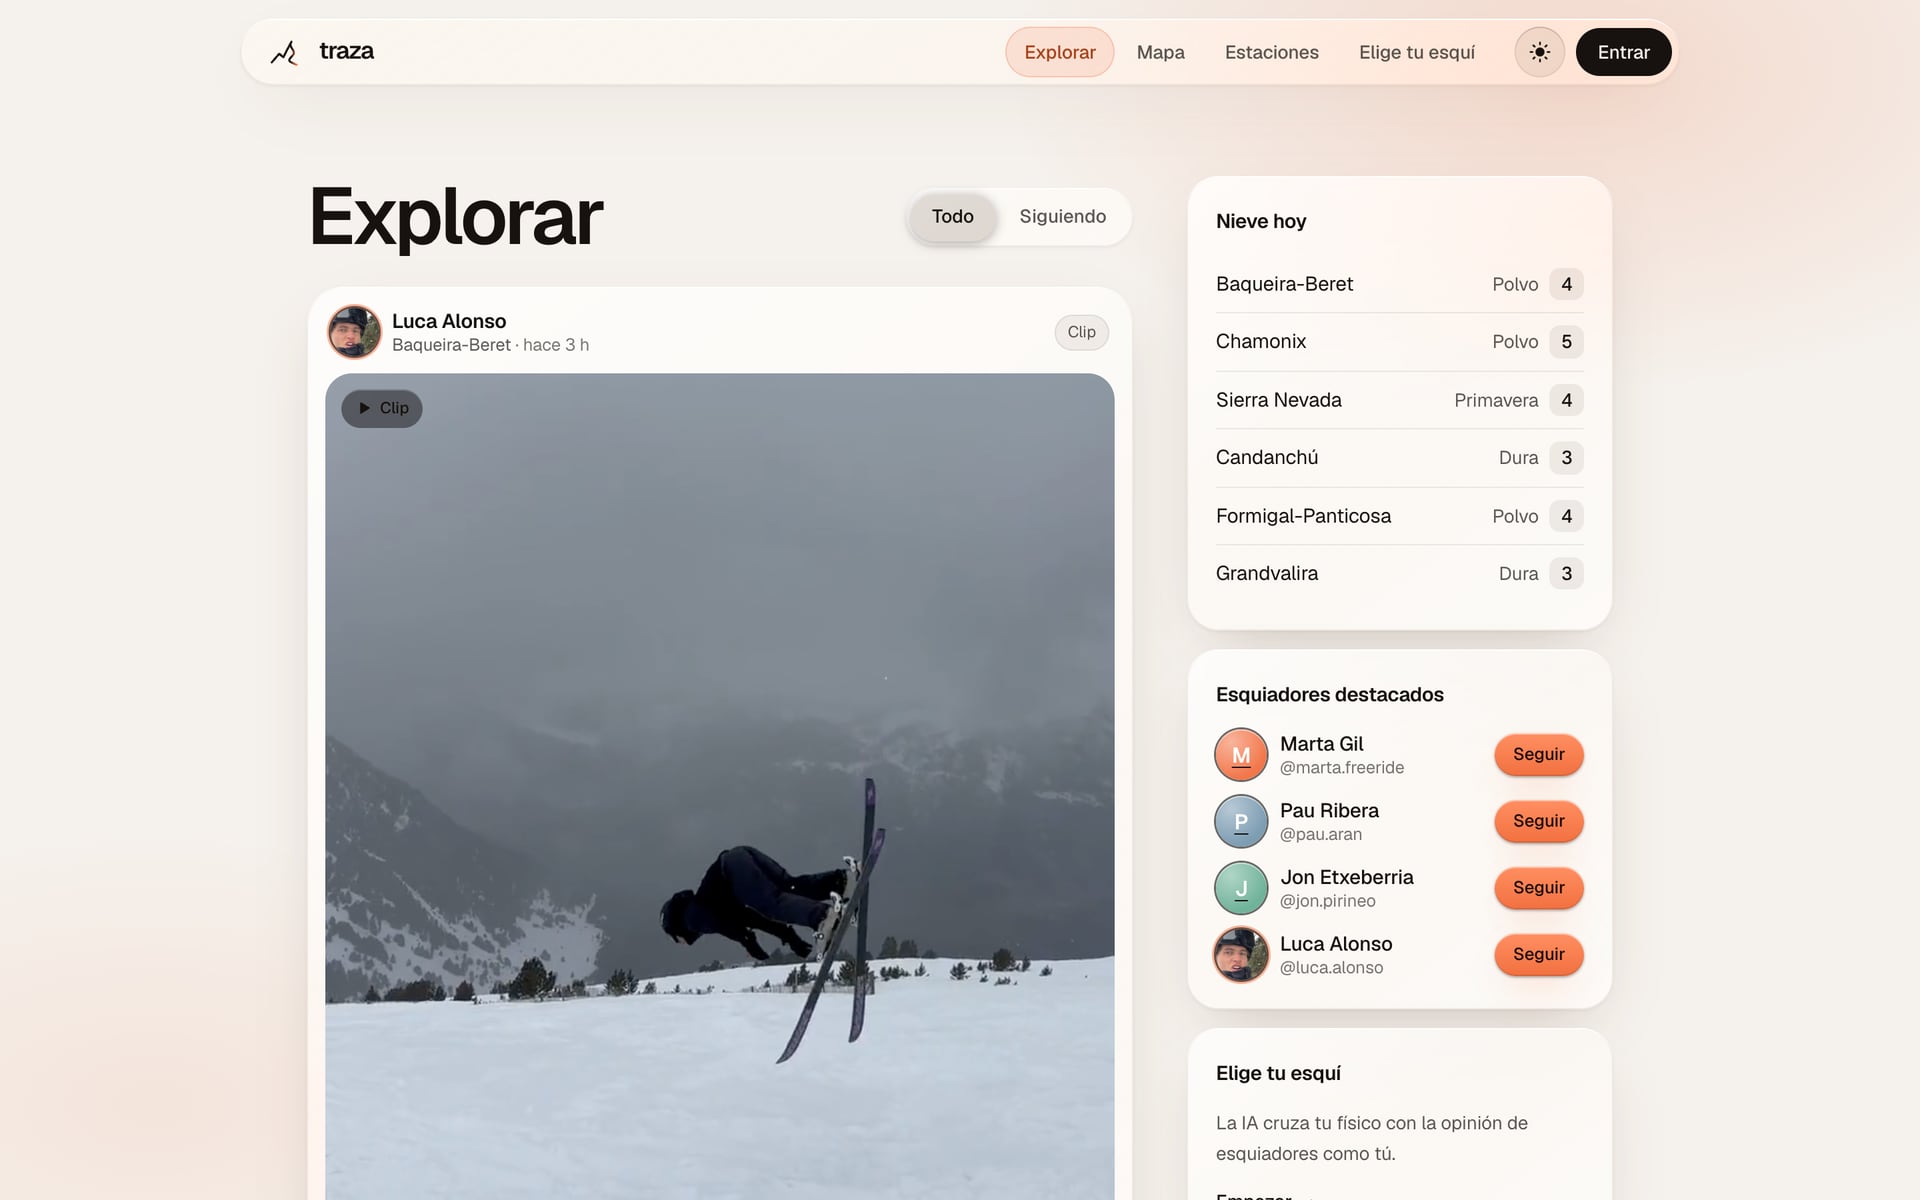 traza
Explorar
Mapa
Estaciones
Elige tu esquí
Entrar
Explorar
Todo
Siguiendo
Luca Alonso
Baqueira-Beret · hace 3 h
Clip
Clip
Nieve hoy
Baqueira-Beret Polvo 4
Chamonix Polvo 5
Sierra Nevada Primavera 4
Candanchú Dura 3
Formigal-Panticosa Polvo 4
Grandvalira Dura 3
Esquiadores destacados
M
Marta Gil
@marta.freeride
Seguir
P
Pau Ribera
@pau.aran
Seguir
J
Jon Etxeberria
@jon.pirineo
Seguir
Luca Alonso
@luca.alonso
Seguir
Elige tu esquí
La IA cruza tu físico con la opinión de
esquiadores como tú.